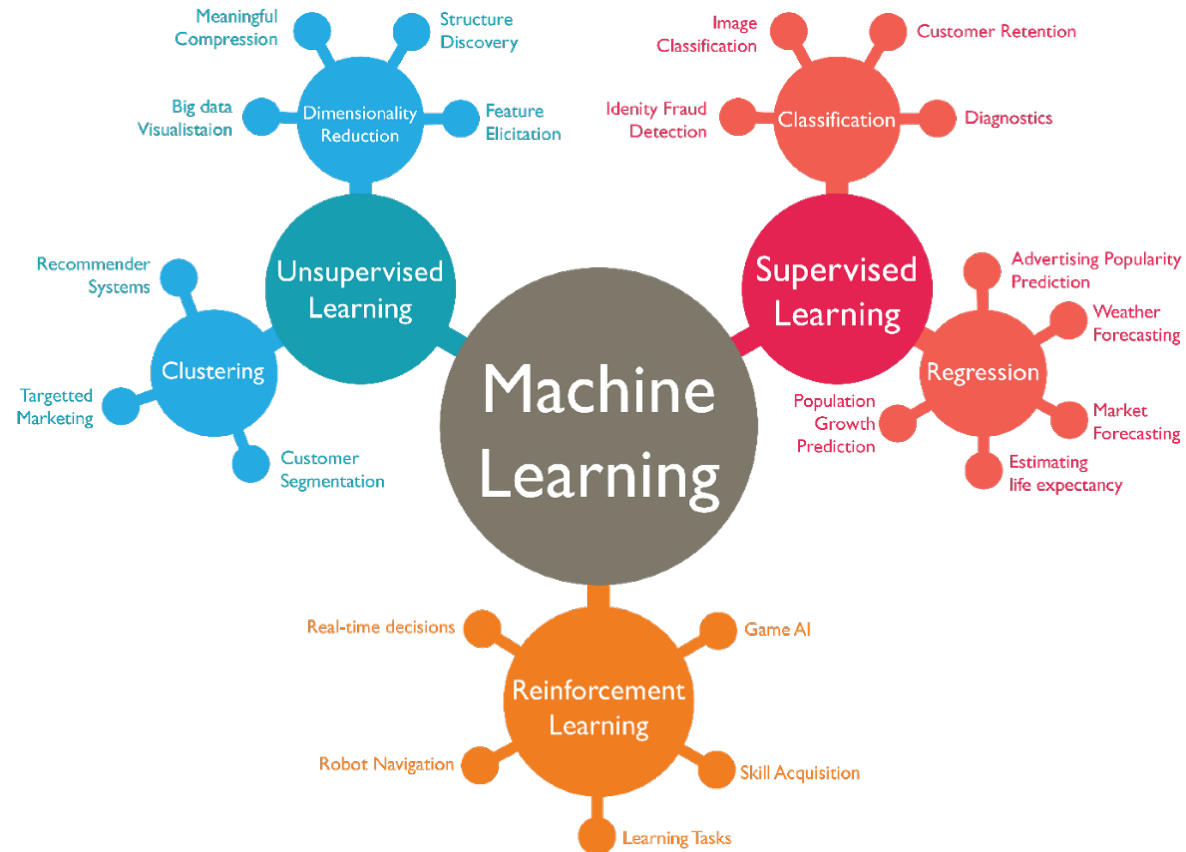 Meaningful
Compression
Structure
Discovery
Big data
Visualistaion
Dimensionality
Reduction
Feature
Elicitation
Image
Classification
Customer Retention
Idenity Fraud
Detection
Classification
Diagnostics
Recommender
Systems
Unsupervised
Learning
Clustering
Targetted
Marketing
Customer
Segmentation
Machine
Learning
Supervised
Learning
Advertising Popularity
Prediction
Weather
Forecasting
Regression
Population
Growth
Prediction
Market
Forecasting
Estimating
life expectancy
Real-time decisions
Game AI
Reinforcement
Learning
Robot Navigation
Skill Acquisition
Learning Tasks